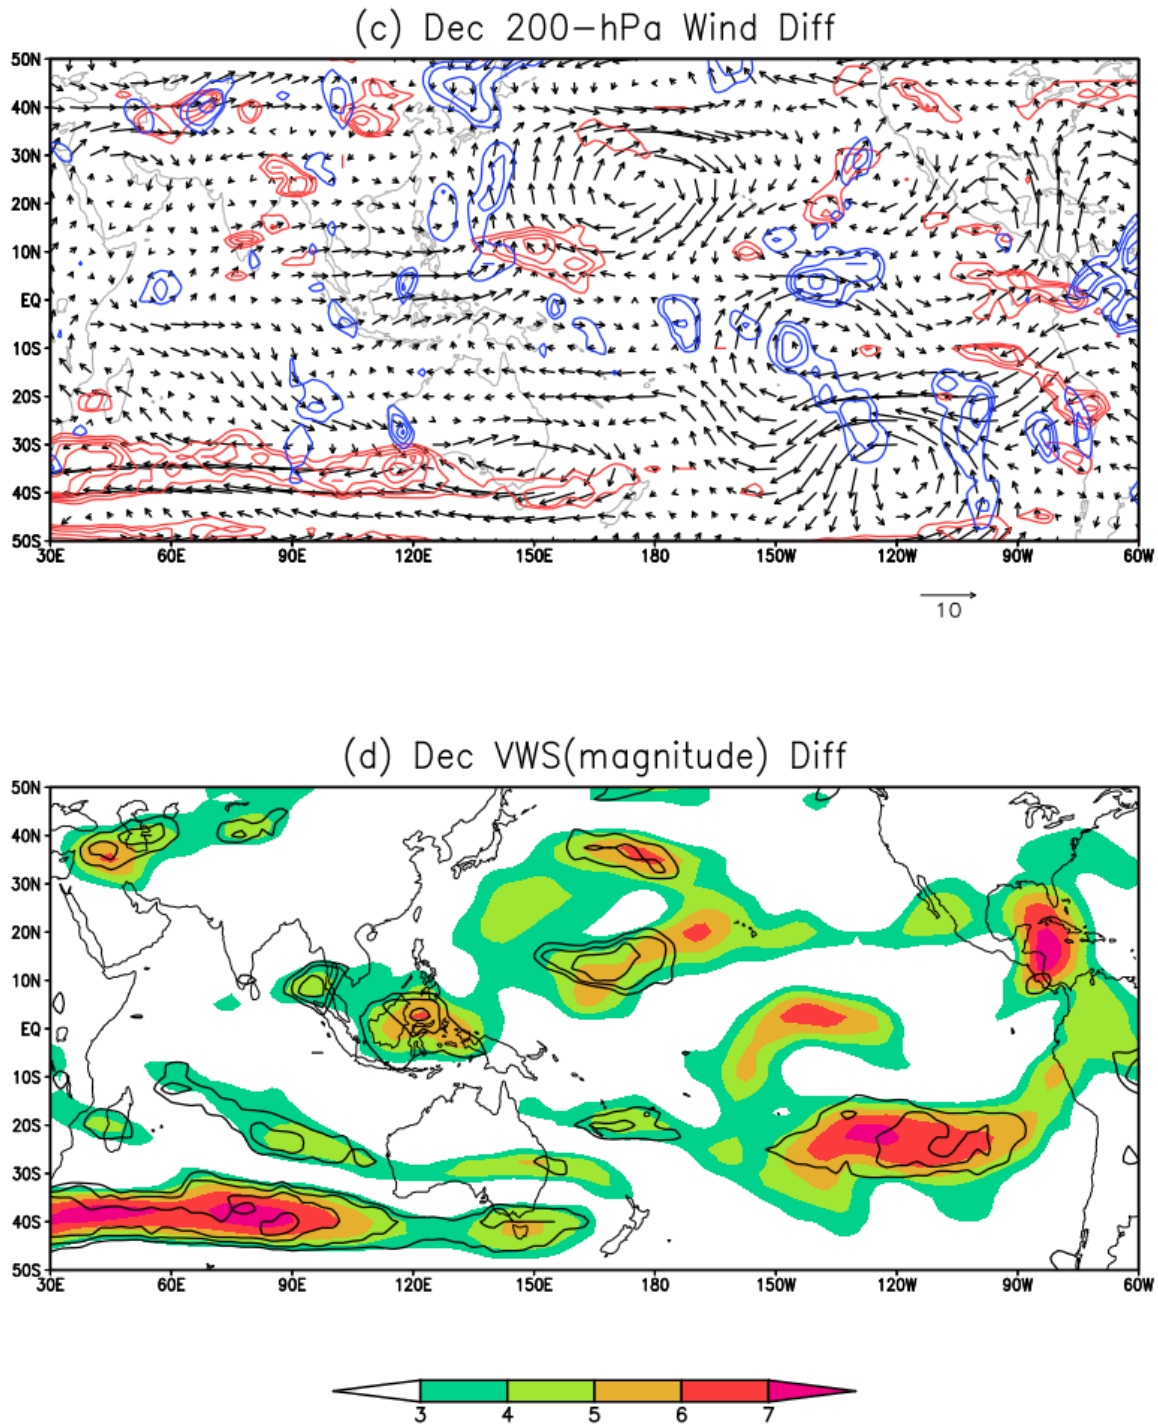 (c) Dec 200-hPa Wind Diff
50N
40N
30N
20N
10N
EQ
10S
20S
30S
40S
50S
30E 60E 90E 120E 150E 180 150W 120W 90W 60W
10
(d) Dec VWS(magnitude) Diff
50N
40N
30N
20N
10N
EQ
10S
20S
30S
40S
50S
30E 60E 90E 120E 150E 180 150W 120W 90W 60W
3 4 5 6 7